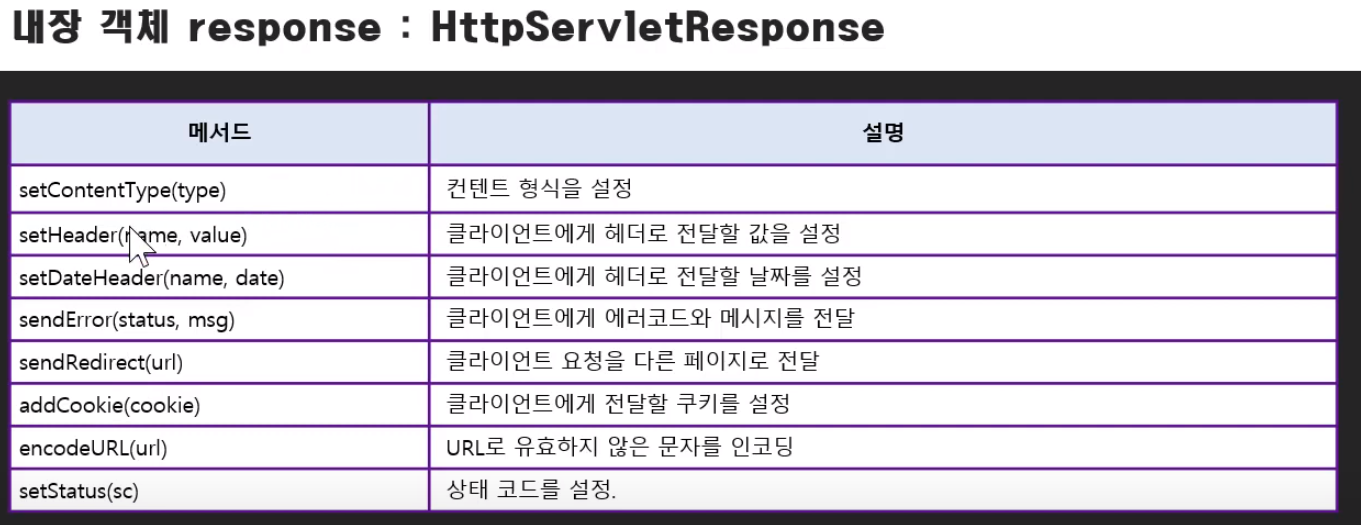 내장 객체 response : HttpServletResponse
메서드 설명
setContentType(type) 컨텐트 형식을 설정
setHeader(name, value) 클라이언트에게 헤더로 전달할 값을 설정
setDateHeader(name, date) 클라이언트에게 헤더로 전달할 날짜를 설정
sendError(status, msg) 클라이언트에게 에러코드와 메시지를 전달
sendRedirect(url) 클라이언트 요청을 다른 페이지로 전달
addCookie(cookie) 클라이언트에게 전달할 쿠키를 설정
encodeURL(url) URL로 유효하지 않은 문자를 인코딩
setStatus(sc) 상태 코드를 설정.